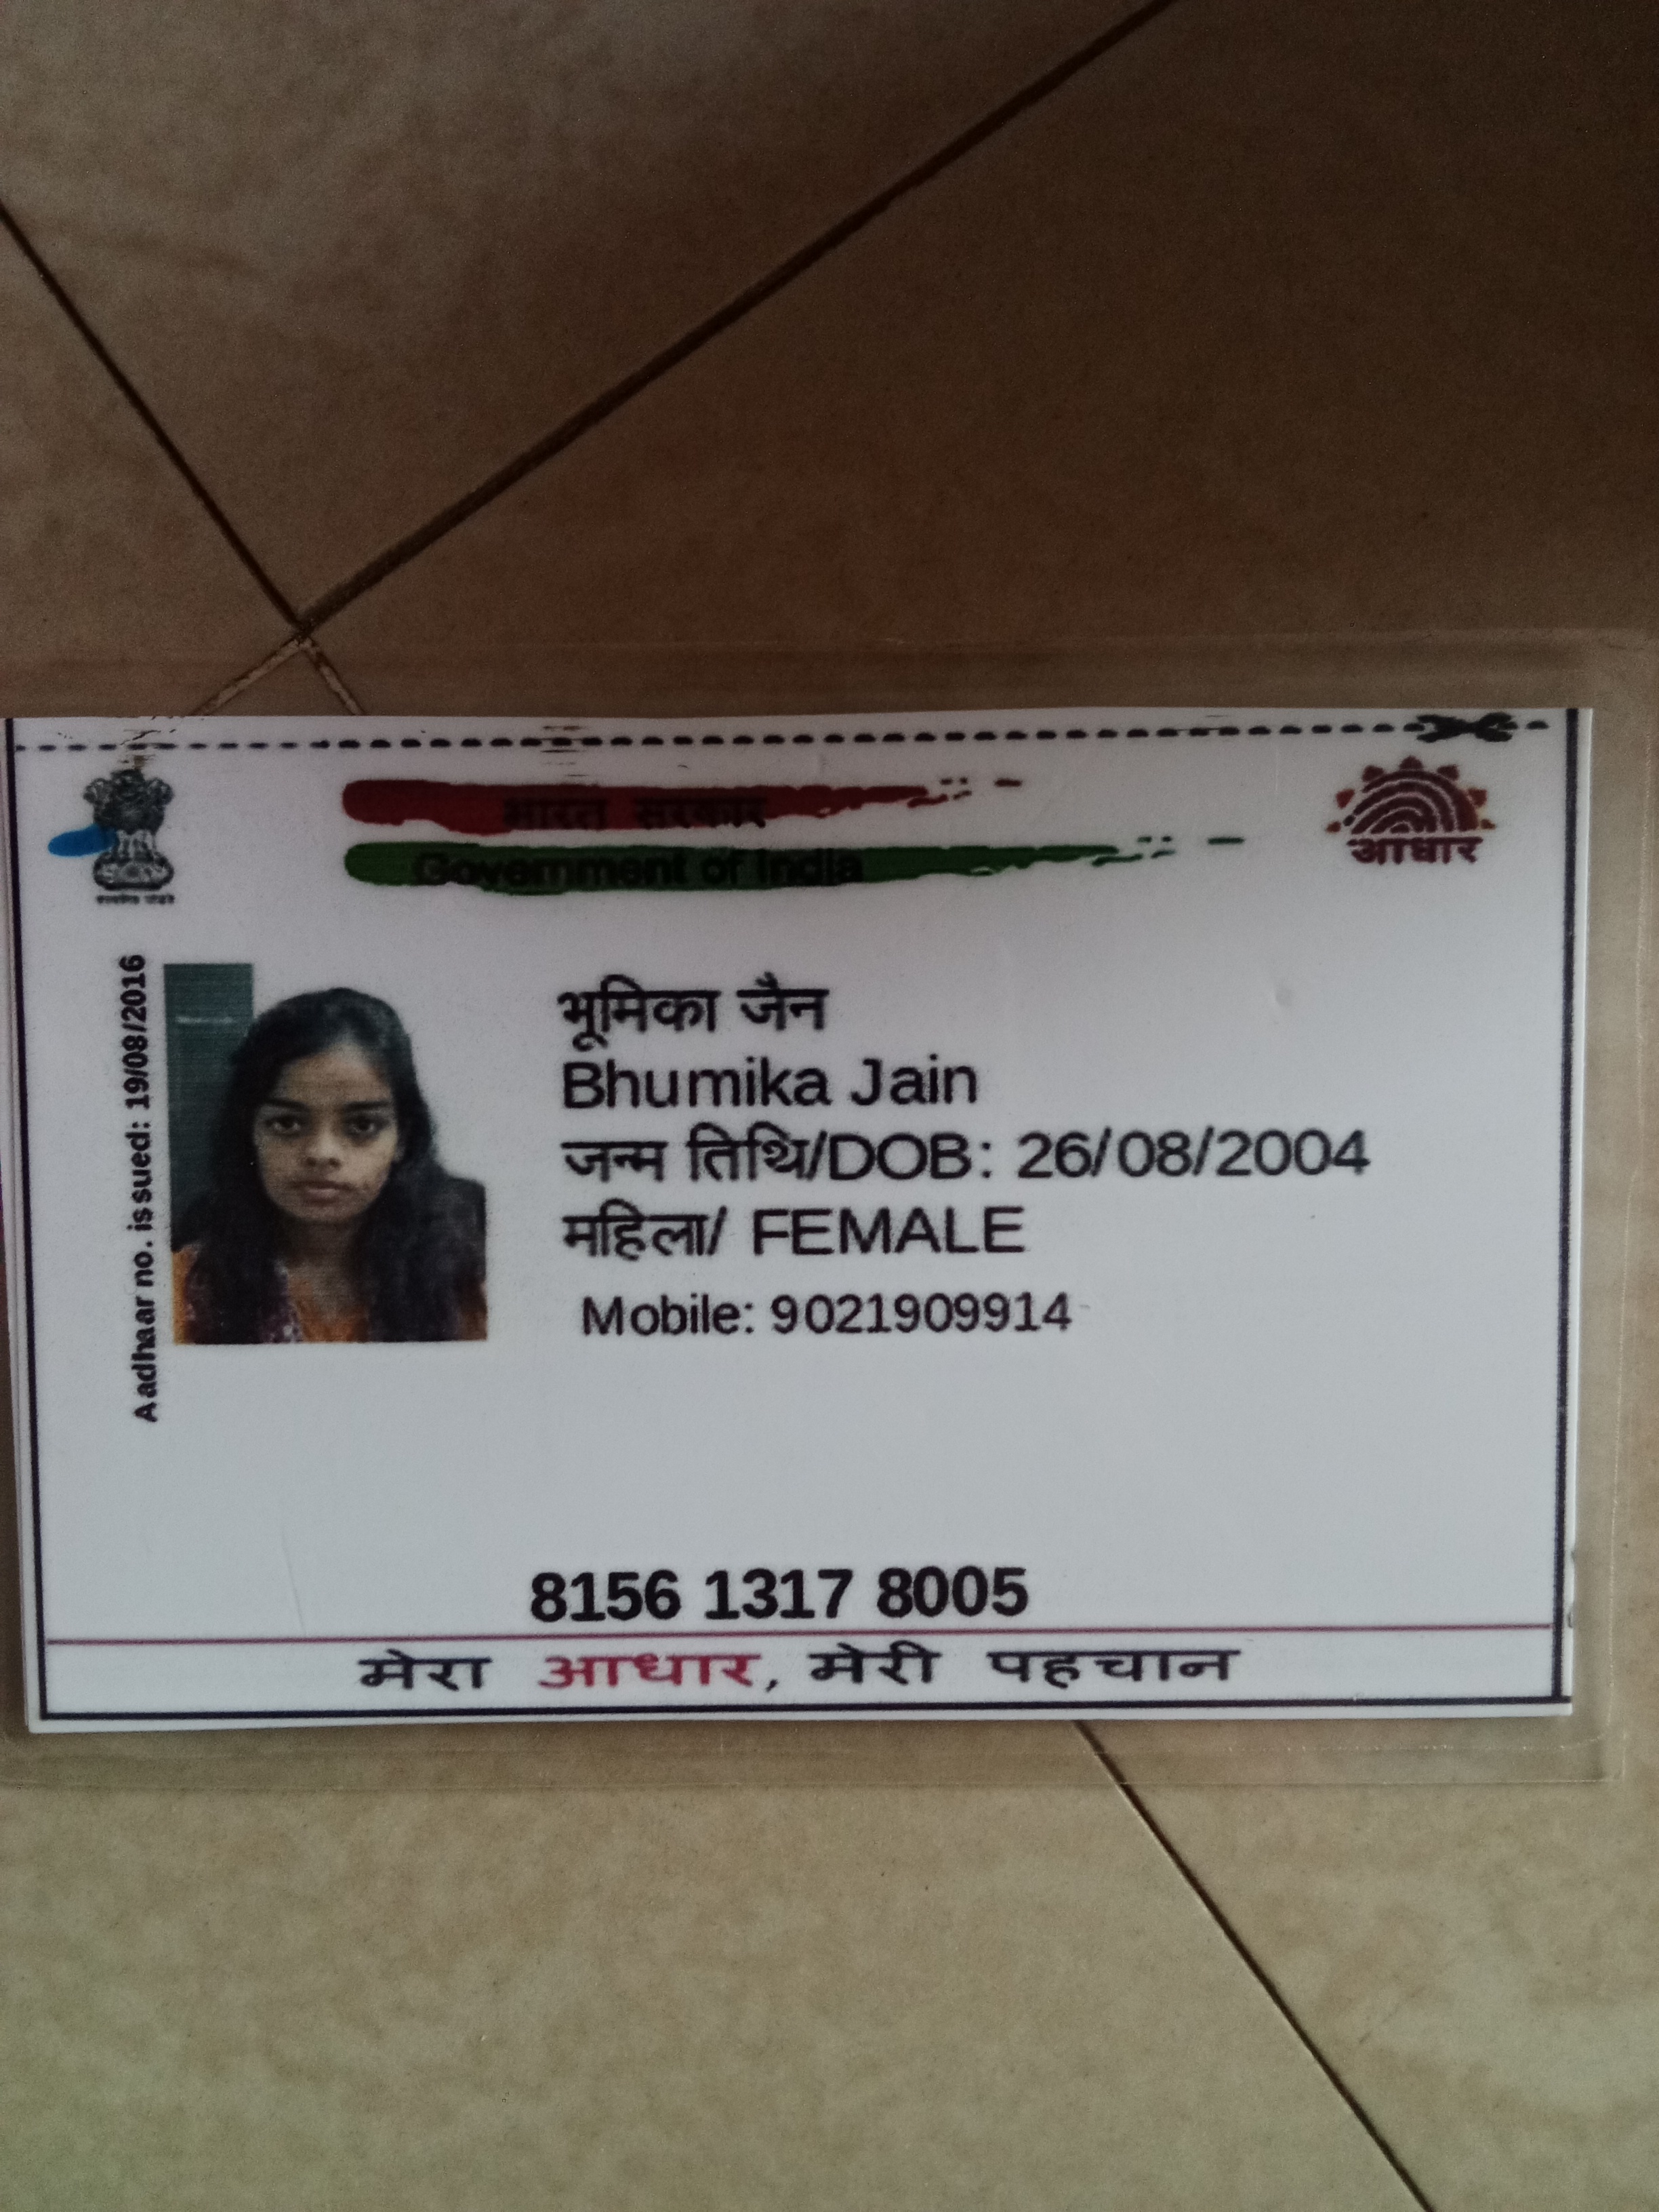 भारत सरकार
Government of India
आधार
Aadhaar no. issued: 19/08/2016
भूमिका जैन
Bhumika Jain
जन्म तिथि/DOB: 26/08/2004
महिला/ FEMALE
Mobile: 9021909914
8156 1317 8005
मेरा आधार, मेरी पहचान